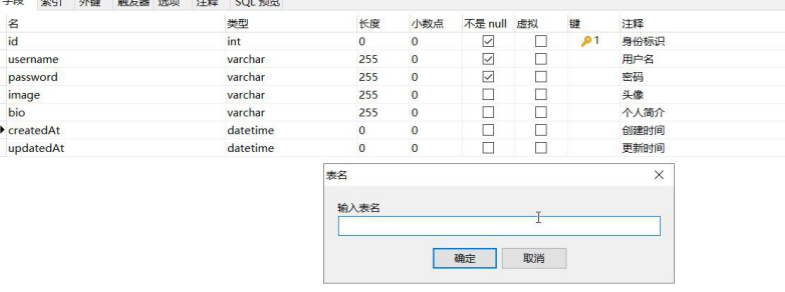 字段 索引 外键 触发器 选项 注释 SQL 预览
名 类型 长度 小数点 不是 null 虚拟 键 注释
id int 0 0 1 身份标识
username varchar 255 0 用户名
password varchar 255 0 密码
image varchar 255 0 头像
bio varchar 255 0 个人简介
createdAt datetime 0 0 创建时间
updatedAt datetime 0 0 更新时间
表名
输入表名
确定 取消